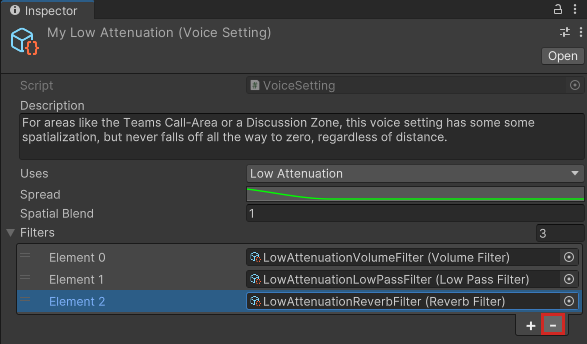 Inspector
My Low Attenuation (Voice Setting)
Open
Script
# VoiceSetting
Description
For areas like the Teams Call-Area or a Discussion Zone, this voice setting has some some
spatialization, but never falls off all the way to zero, regardless of distance.
Uses
Low Attenuation
Spread
Spatial Blend
1
Filters
3
Element 0
LowAttenuationVolumeFilter (Volume Filter)
Element 1
LowAttenuationLowPassFilter (Low Pass Filter)
Element 2
LowAttenuationReverbFilter (Reverb Filter)
+ -